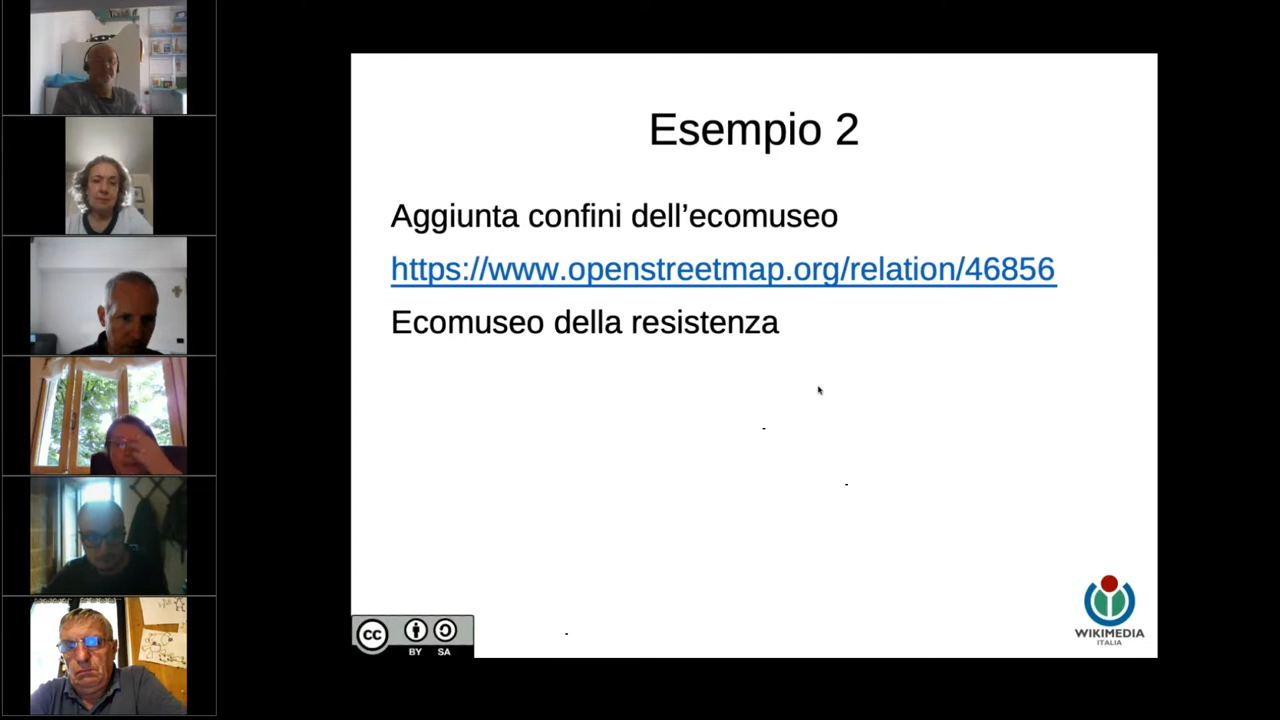 Esempio 2
Aggiunta confini dell’ecomuseo
https://www.openstreetmap.org/relation/46856
Ecomuseo della resistenza
cc
BY SA
WIKIMEDIA
ITALIA